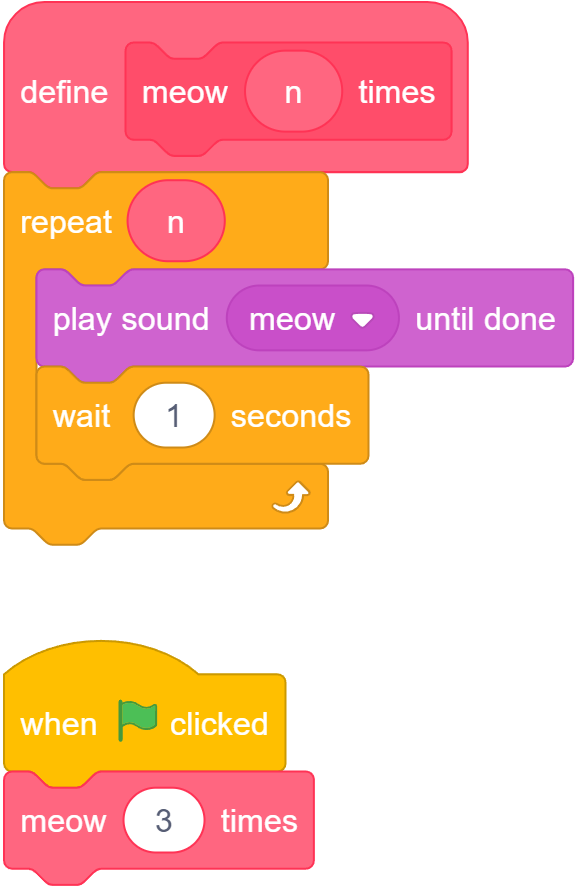 define meow n times
repeat n
play sound meow until done
wait 1 seconds
when clicked
meow 3 times